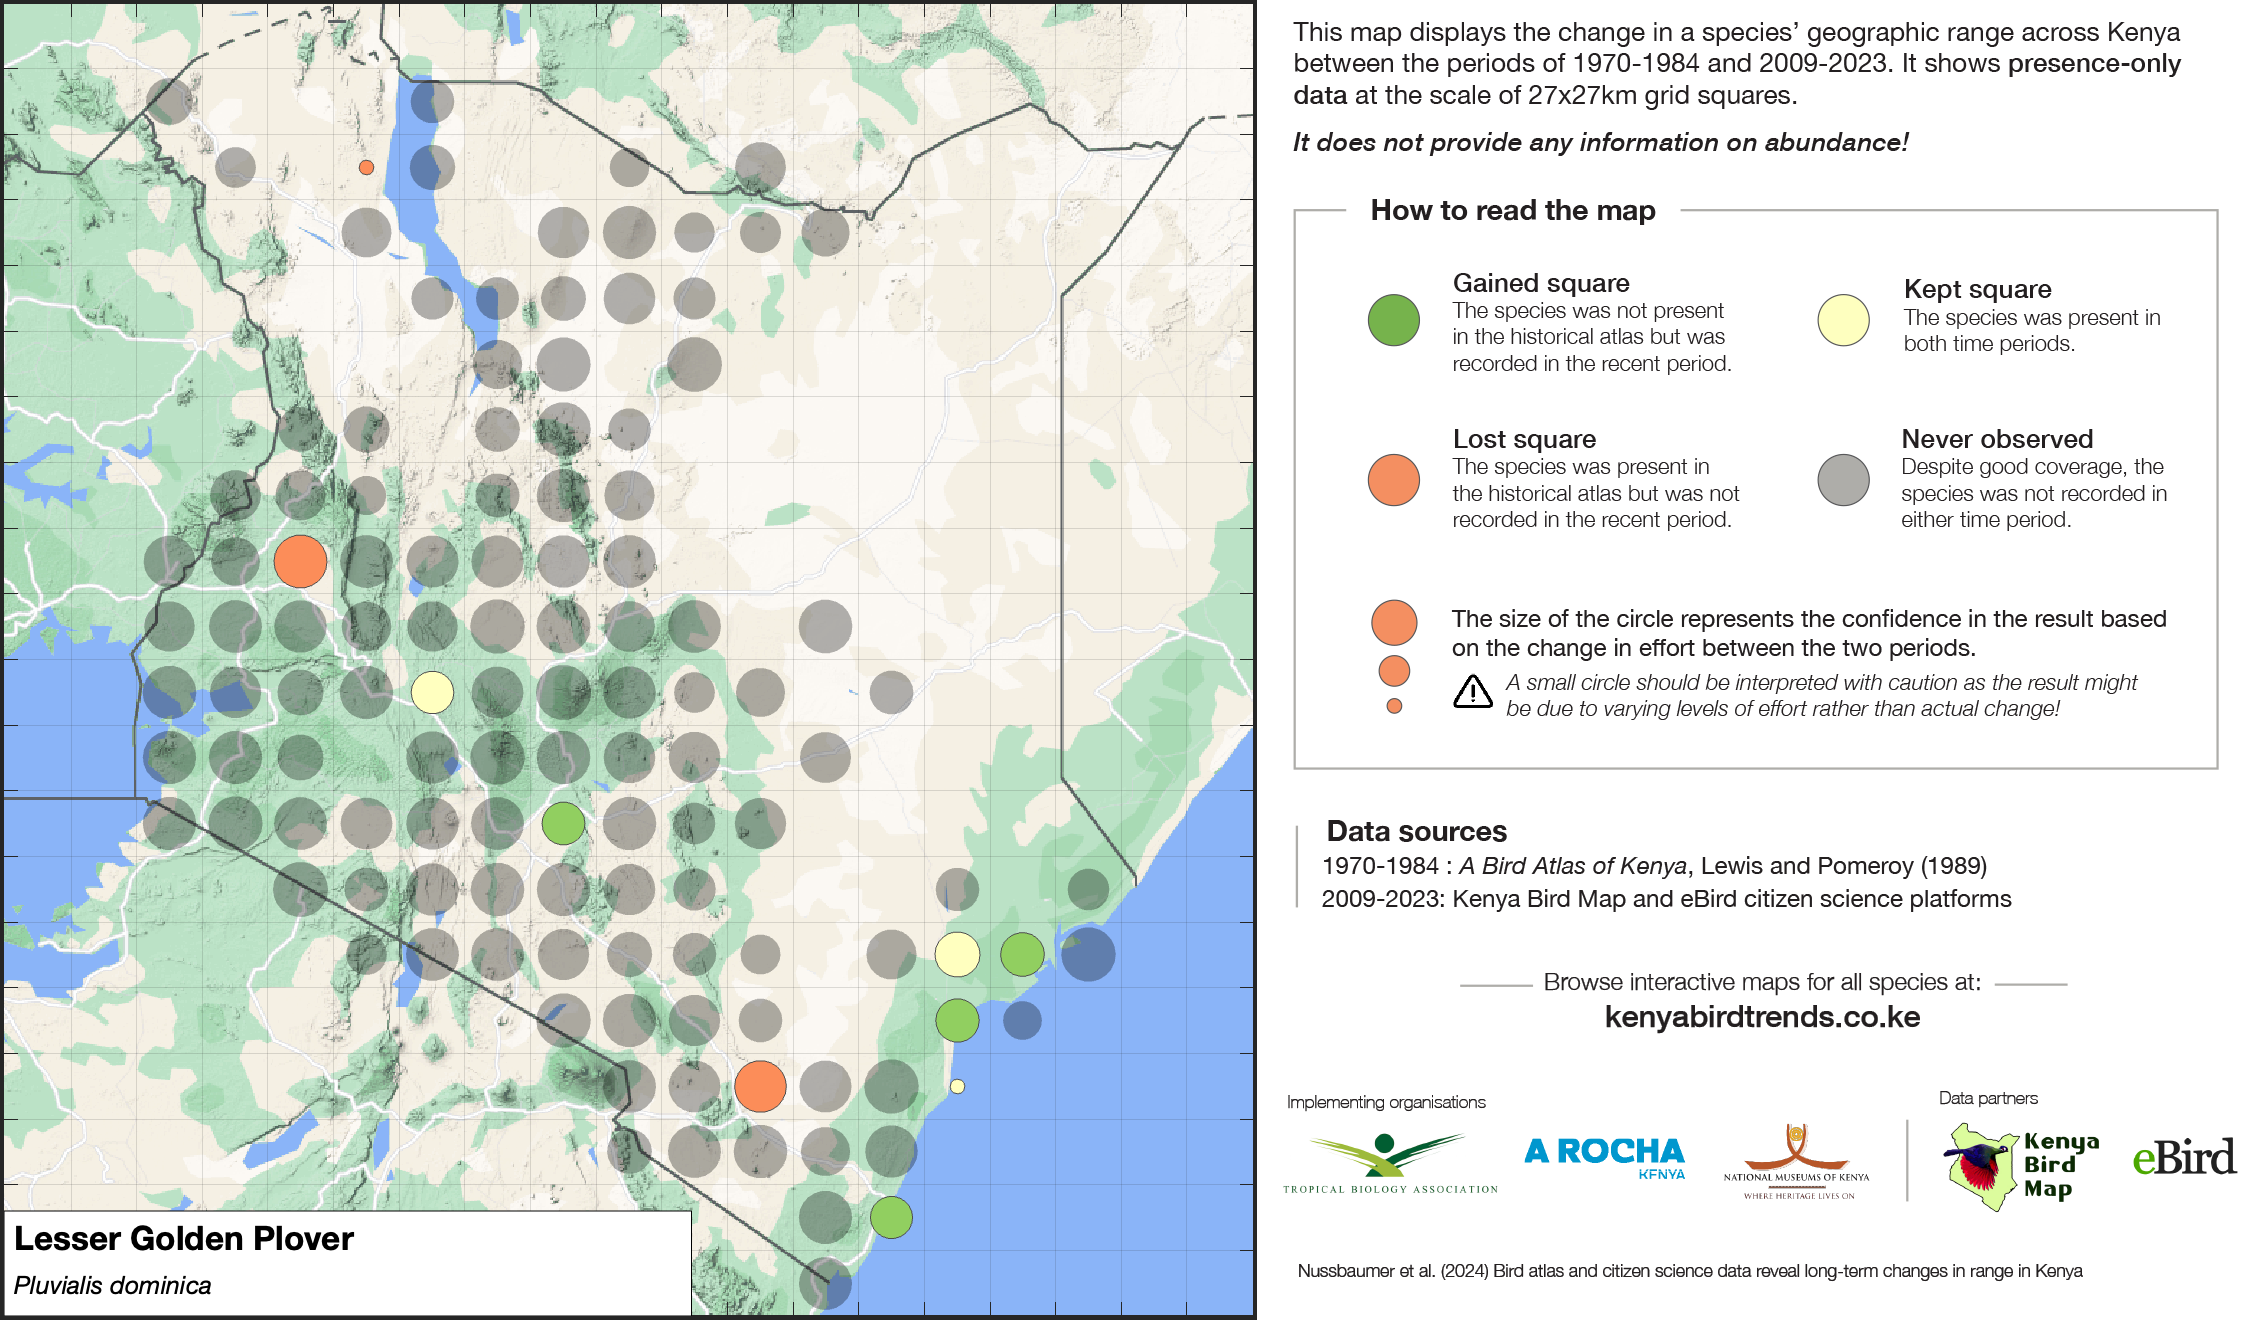 This map displays the change in a species’ geographic range across Kenya
between the periods of 1970-1984 and 2009-2023. It shows presence-only
data at the scale of 27x27km grid squares.
It does not provide any information on abundance!
How to read the map
Gained square
The species was not present
in the historical atlas but was
recorded in the recent period.
Kept square
The species was present in
both time periods.
Lost square
The species was present in
the historical atlas but was not
recorded in the recent period.
Never observed
Despite good coverage, the
species was not recorded in
either time period.
The size of the circle represents the confidence in the result based
on the change in effort between the two periods.
A small circle should be interpreted with caution as the result might
be due to varying levels of effort rather than actual change!
Data sources
1970-1984 : A Bird Atlas of Kenya, Lewis and Pomeroy (1989)
2009-2023: Kenya Bird Map and eBird citizen science platforms
Browse interactive maps for all species at:
kenyabirdtrends.co.ke
Implementing organisations
Data partners
TROPICAL BIOLOGY ASSOCIATION
A ROCHA
KENYA
NATIONAL MUSEUMS OF KENYA
WHERE HERITAGE LIVES ON
Kenya
Bird
Map
eBird
Lesser Golden Plover
Pluvialis dominica
Nussbaumer et al. (2024) Bird atlas and citizen science data reveal long-term changes in range in Kenya